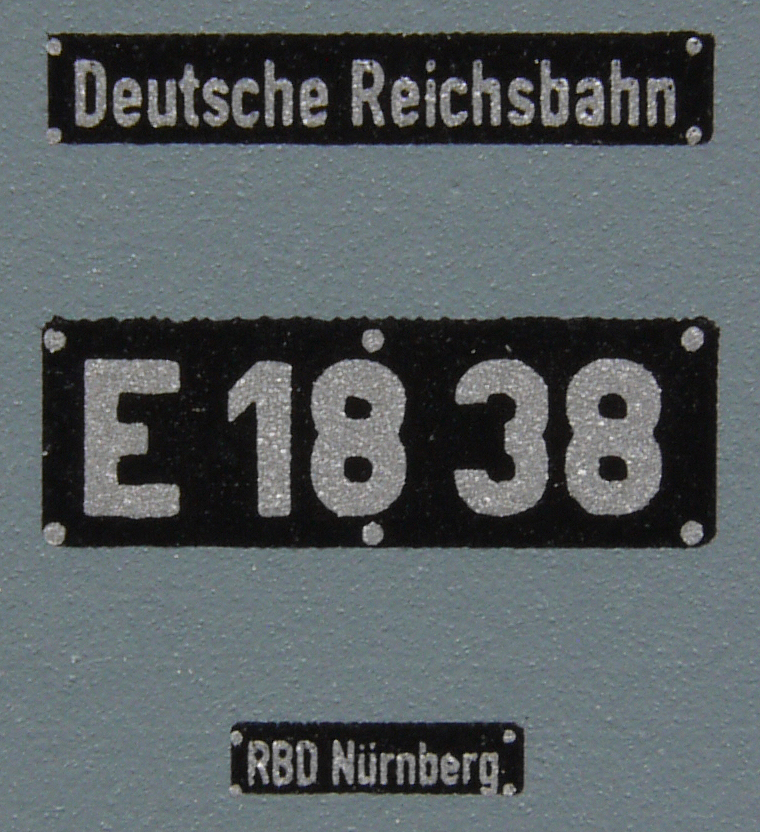 Deutsche Reichsbahn
E 18 38
RBD Nürnberg